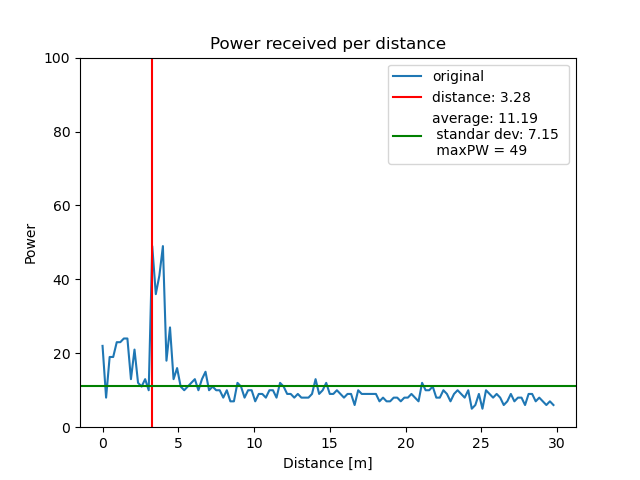 Power received per distance
100
80
60
40
20
0
Power
original
distance: 3.28
average: 11.19
standar dev: 7.15
maxPW = 49
0 5 10 15 20 25 30
Distance [m]